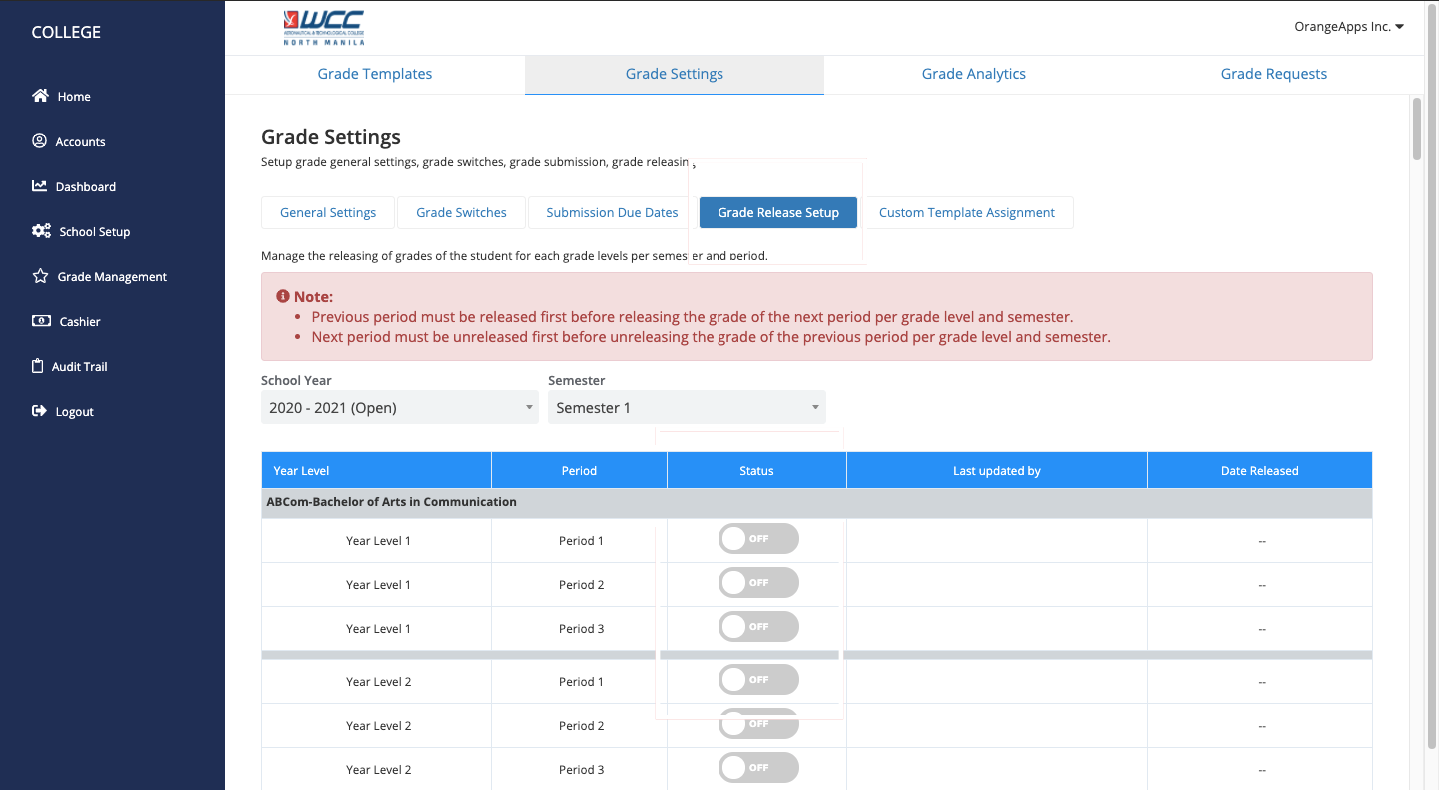 COLLEGE
Home
Accounts
Dashboard
School Setup
Grade Management
Cashier
Audit Trail
Logout
WCC
AERONAUTICAL & TECHNOLOGICAL COLLEGE
NORTH MANILA
OrangeApps Inc.
Grade Templates Grade Settings Grade Analytics Grade Requests
Grade Settings
Setup grade general settings, grade switches, grade submission, grade releasing
General Settings Grade Switches Submission Due Dates Grade Release Setup Custom Template Assignment
Manage the releasing of grades of the student for each grade levels per semester and period.
Note:
• Previous period must be released first before releasing the grade of the next period per grade level and semester.
• Next period must be unreleased first before unreleasing the grade of the previous period per grade level and semester.
School Year Semester
2020 - 2021 (Open) Semester 1
Year Level Period Status Last updated by Date Released
ABCom-Bachelor of Arts in Communication
Year Level 1 Period 1 OFF --
Year Level 1 Period 2 OFF --
Year Level 1 Period 3 OFF --
Year Level 2 Period 1 OFF --
Year Level 2 Period 2 OFF --
Year Level 2 Period 3 OFF --